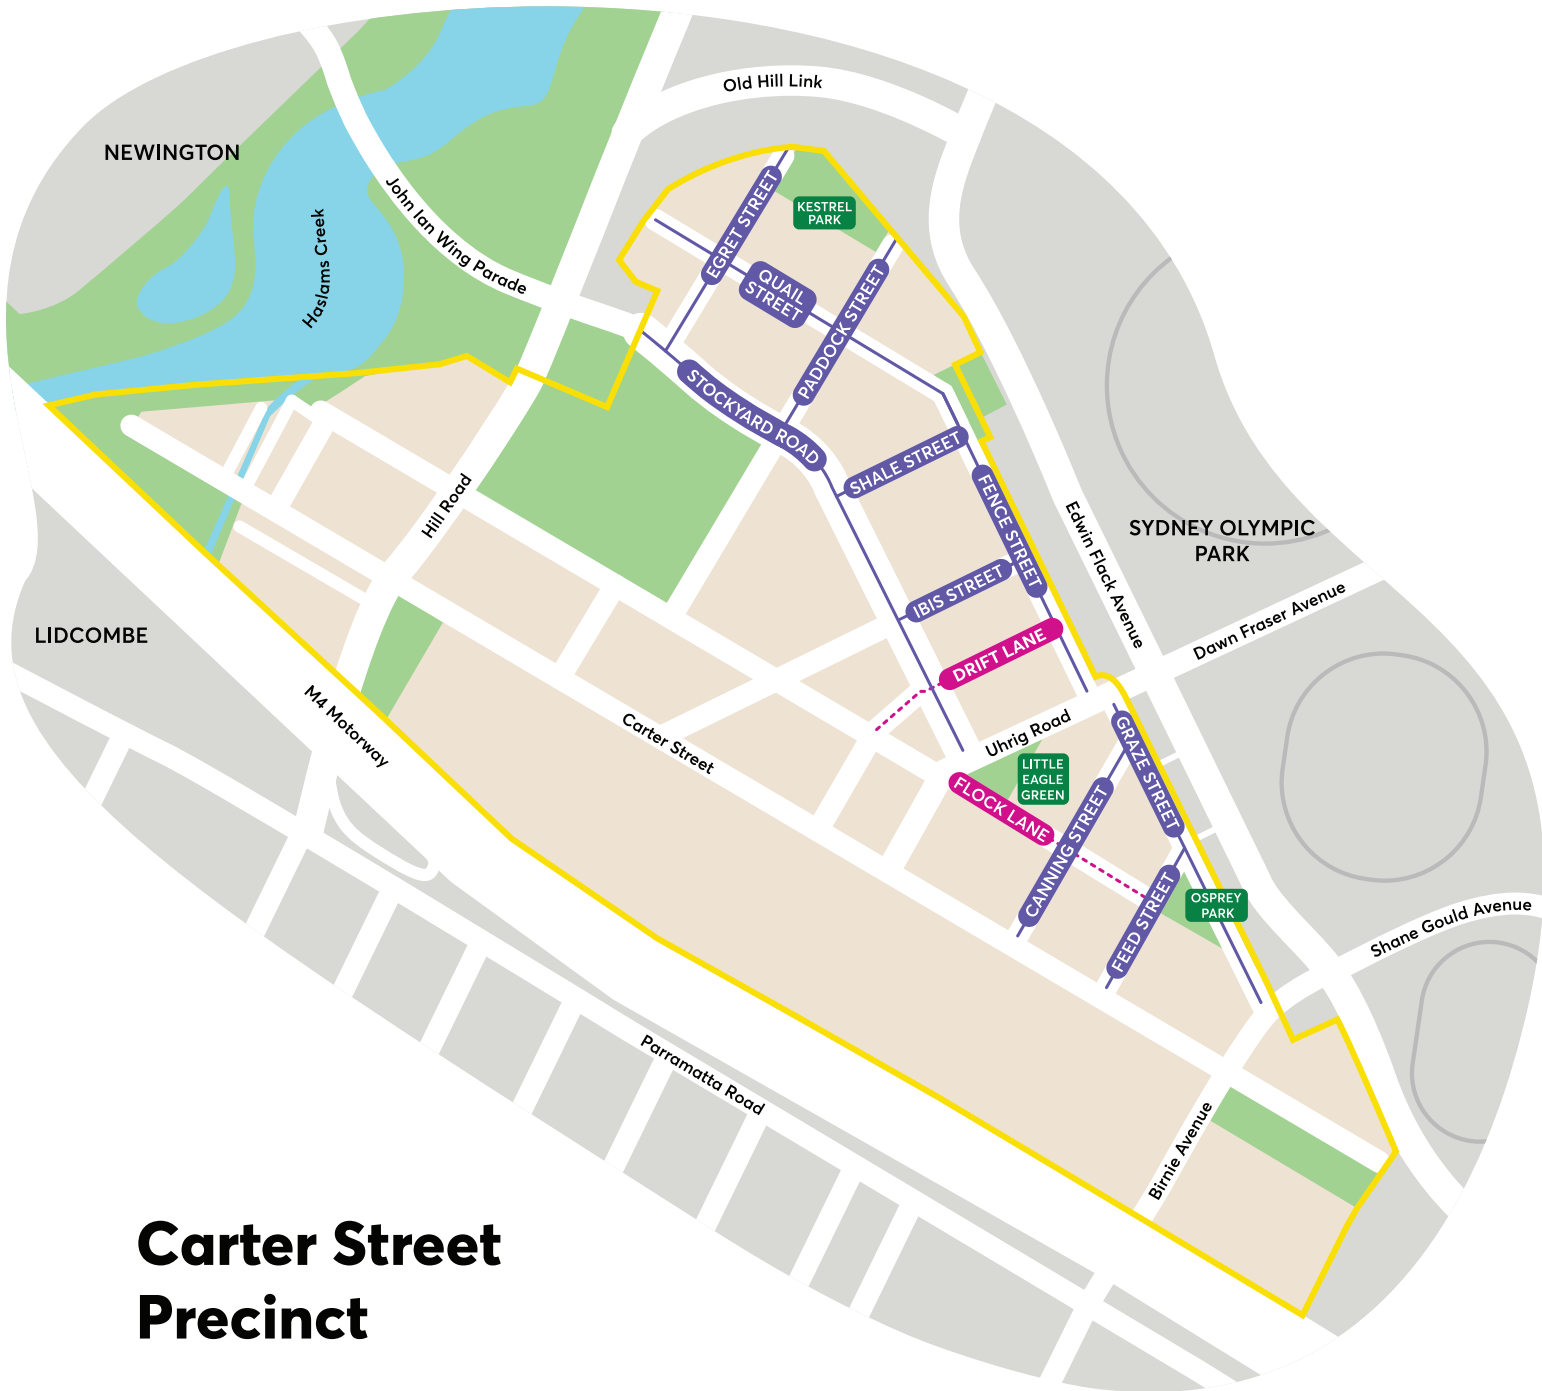 Old Hill Link
NEWINGTON
John Ian Wing Parade
Haslams Creek
EGRET STREET
KESTREL
PARK
QUAIL
STREET
PADDOCK STREET
STOCKYARD ROAD
SHALE STREET
FENCE STREET
Hill Road
Edwin Flack Avenue
SYDNEY OLYMPIC
PARK
IBIS STREET
DRIFT LANE
Dawn Fraser Avenue
LIDCOMBE
M4 Motorway
Carter Street
Uhrig Road
GRAZE STREET
LITTLE
EAGLE
GREEN
FLOCK LANE
CANNING STREET
FEED STREET
OSPREY
PARK
Shane Gould Avenue
Parramatta Road
Birnie Avenue
Carter Street
Precinct